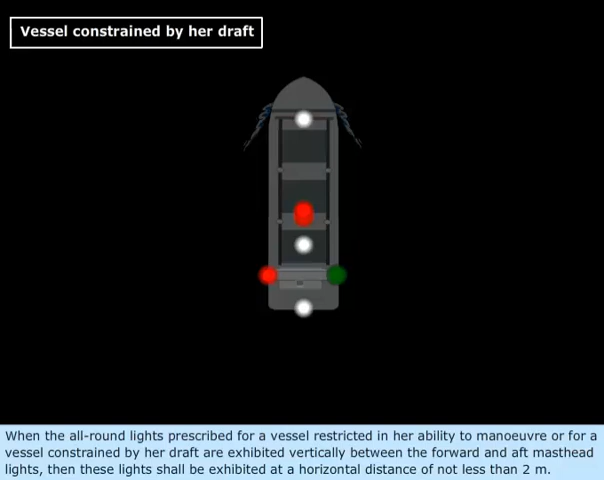 Vessel constrained by her draft
When the all-round lights prescribed for a vessel restricted in her ability to manoeuvre or for a
vessel constrained by her draft are exhibited vertically between the forward and aft masthead
lights, then these lights shall be exhibited at a horizontal distance of not less than 2 m.